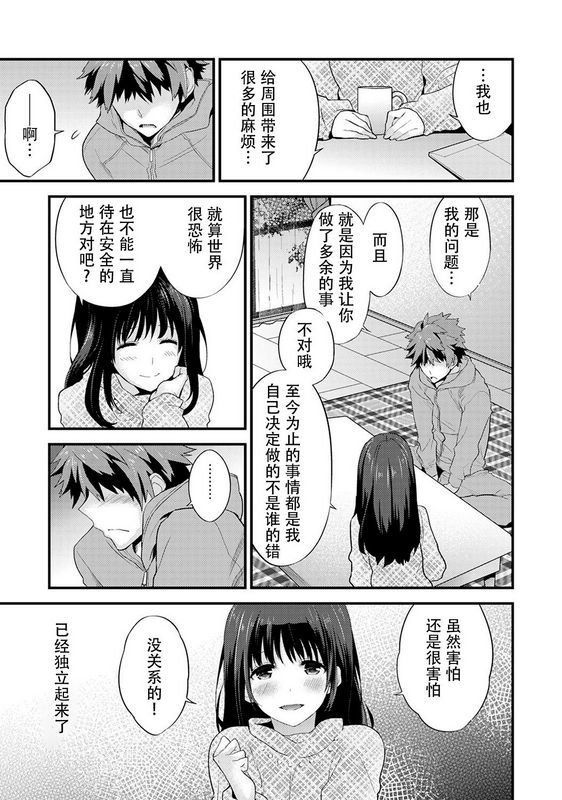 …我也
给周围带来了
很多的麻烦…
——啊…
那是
我的问题…
而且
就是因为我让你
做了多余的事
不对哦
至今为止的事情都是我
自己决定做的不是谁的错
就算世界
很恐怖
也不能一直
待在安全的
地方对吧？
……
虽然害怕
还是很害怕
没关系的！
已经独立起来了